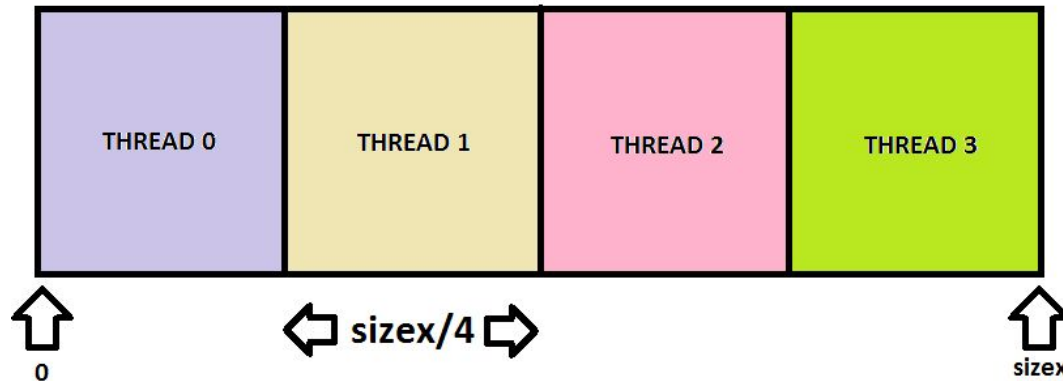 THREAD 0
THREAD 1
THREAD 2
THREAD 3
sizex/4
0
sizex